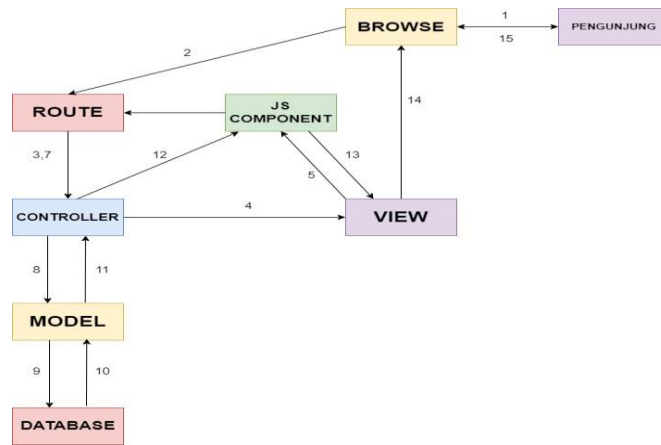 1
BROWSE
PENGUNJUNG
15
2
14
ROUTE
JS
COMPONENT
3,7
12
13
5
CONTROLLER
4
VIEW
8
11
MODEL
9
10
DATABASE